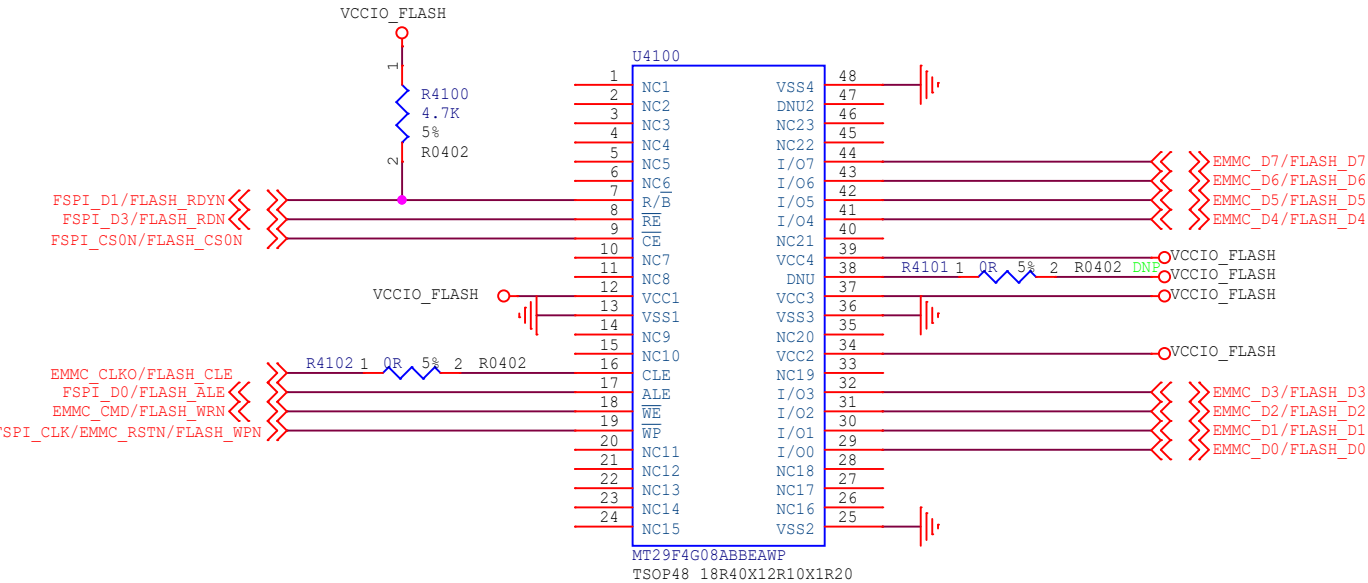 VCCIO_FLASH
1
R4100
4.7K
5%
R0402
2
U4100
1 NC1
2 NC2
3 NC3
4 NC4
5 NC5
6 NC6
FSPI_D1/FLASH_RDYN 7 R/B
FSPI_D3/FLASH_RDN 8 RE
FSPI_CS0N/FLASH_CS0N 9 CE
10 NC7
11 NC8
VCCIO_FLASH 12 VCC1
13 VSS1
14 NC9
15 NC10
EMMC_CLKO/FLASH_CLE R4102 1 0R 5% 2 R0402 16 CLE
FSPI_D0/FLASH_ALE 17 ALE
EMMC_CMD/FLASH_WRN 18 WE
FSPI_CLK/EMMC_RSTN/FLASH_WPN 19 WP
20 NC11
21 NC12
22 NC13
23 NC14
24 NC15
VSS4 48
DNU2 47
NC23 46
NC22 45
I/O7 44 EMMC_D7/FLASH_D7
I/O6 43 EMMC_D6/FLASH_D6
I/O5 42 EMMC_D5/FLASH_D5
I/O4 41 EMMC_D4/FLASH_D4
NC21 40
VCC4 39 VCCIO_FLASH
DNU 38 R4101 1 0R 5% 2 R0402 DNP VCCIO_FLASH
VCC3 37 VCCIO_FLASH
VSS3 36
NC20 35
VCC2 34 VCCIO_FLASH
NC19 33
I/O3 32 EMMC_D3/FLASH_D3
I/O2 31 EMMC_D2/FLASH_D2
I/O1 30 EMMC_D1/FLASH_D1
I/O0 29 EMMC_D0/FLASH_D0
NC18 28
NC17 27
NC16 26
VSS2 25
MT29F4G08ABBEAWP
TSOP48_18R40X12R10X1R20